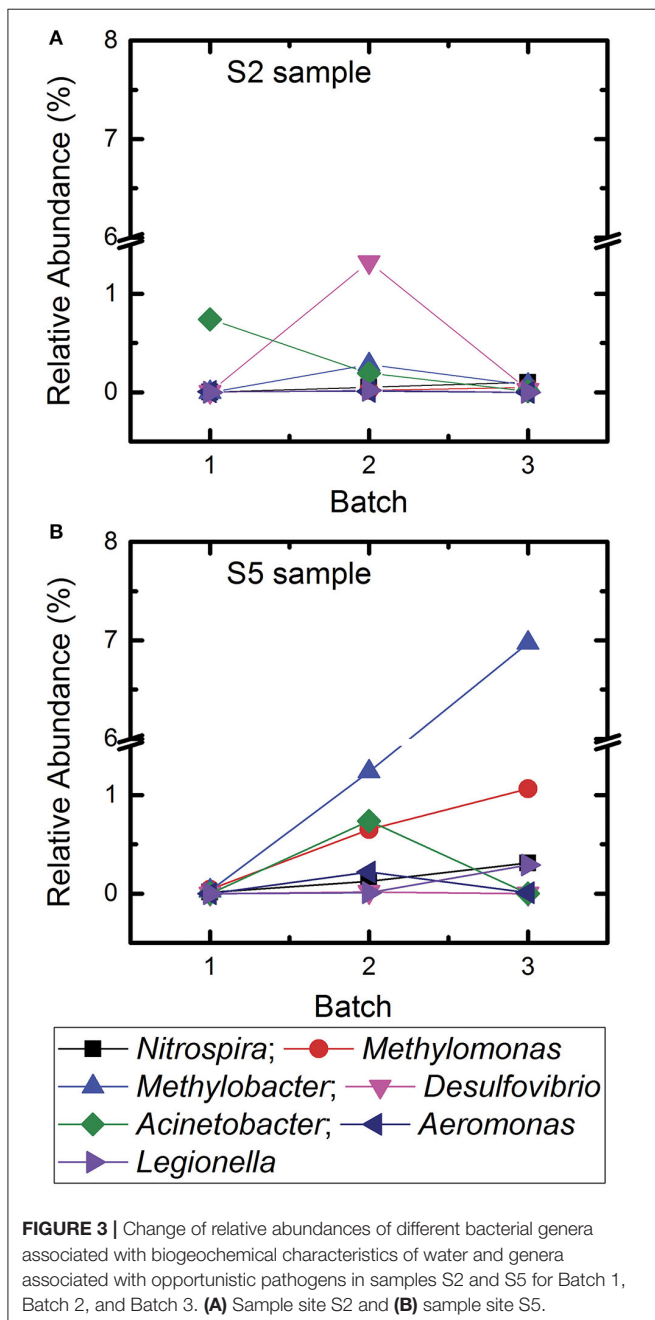 A
S2 sample
Relative Abundance (%)
8
7
6
1
0
1 2 3
Batch
B
S5 sample
Relative Abundance (%)
8
7
6
1
0
1 2 3
Batch
Nitrospira; Methylomonas
Methylobacter; Desulfovibrio
Acinetobacter; Aeromonas
Legionella
FIGURE 3 | Change of relative abundances of different bacterial genera
associated with biogeochemical characteristics of water and genera
associated with opportunistic pathogens in samples S2 and S5 for Batch 1,
Batch 2, and Batch 3. (A) Sample site S2 and (B) sample site S5.